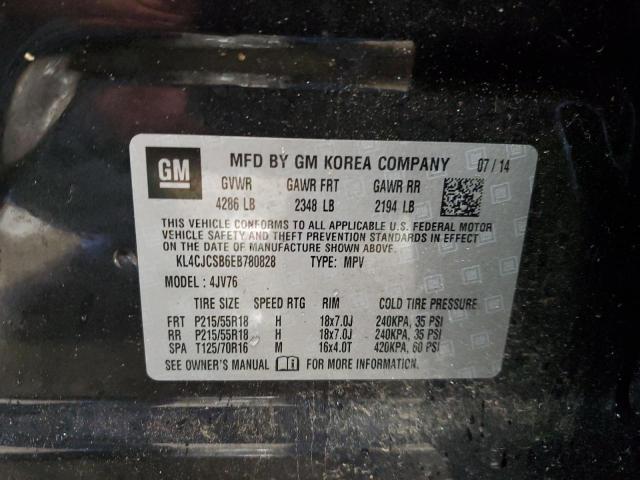 GM MFD BY GM KOREA COMPANY 07/14
GVWR GAWR FRT GAWR RR
4286 LB 2348 LB 2194 LB
THIS VEHICLE CONFORMS TO ALL APPLICABLE U.S. FEDERAL MOTOR
VEHICLE SAFETY AND THEFT PREVENTION STANDARDS IN EFFECT
ON THE DATE OF MANUFACTURE SHOWN ABOVE.
KL4CJCSB6EB780828 TYPE: MPV
MODEL : 4JV76
TIRE SIZE SPEED RTG RIM COLD TIRE PRESSURE
FRT P215/55R18 H 18x7.0J 240KPA, 35 PSI
RR P215/55R18 H 18x7.0J 240KPA, 35 PSI
SPA T125/70R16 M 16x4.0T 420KPA, 60 PSI
SEE OWNER'S MANUAL FOR MORE INFORMATION.